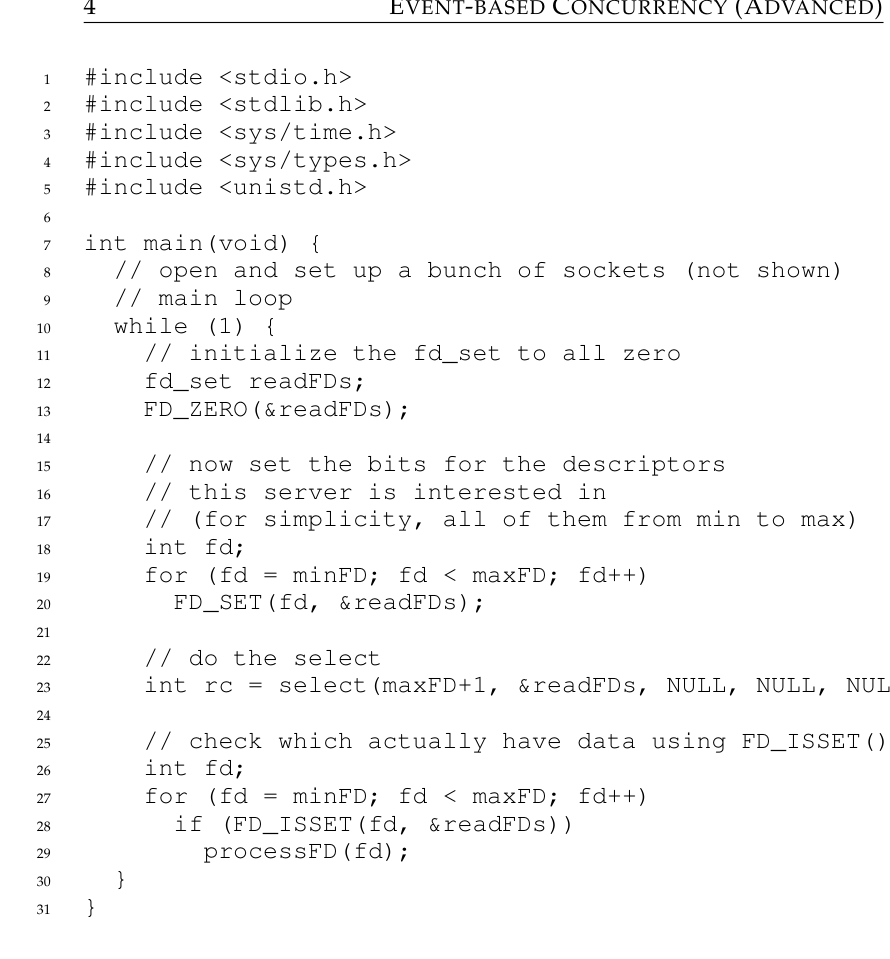 4 EVENT-BASED CONCURRENCY (ADVANCED)
1 #include <stdio.h>
2 #include <stdlib.h>
3 #include <sys/time.h>
4 #include <sys/types.h>
5 #include <unistd.h>
6
7 int main(void) {
8   // open and set up a bunch of sockets (not shown)
9   // main loop
10   while (1) {
11     // initialize the fd_set to all zero
12     fd_set readFDs;
13     FD_ZERO(&readFDs);
14
15     // now set the bits for the descriptors
16     // this server is interested in
17     // (for simplicity, all of them from min to max)
18     int fd;
19     for (fd = minFD; fd < maxFD; fd++)
20       FD_SET(fd, &readFDs);
21
22     // do the select
23     int rc = select(maxFD+1, &readFDs, NULL, NULL, NUL
24
25     // check which actually have data using FD_ISSET()
26     int fd;
27     for (fd = minFD; fd < maxFD; fd++)
28       if (FD_ISSET(fd, &readFDs))
29         processFD(fd);
30   }
31 }